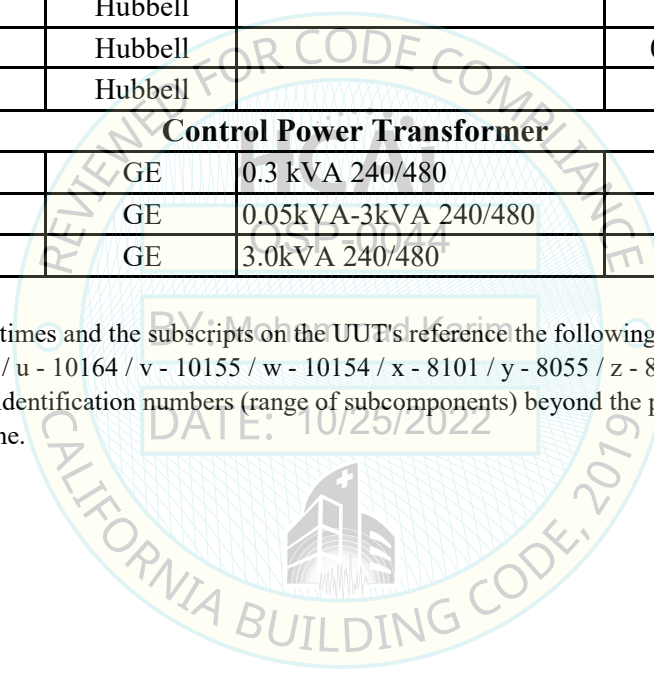 Hubbell
Hubbell
Hubbell
Control Power Transformer
GE 0.3 kVA 240/480
GE 0.05kVA-3kVA 240/480
GE 3.0kVA 240/480
times and the subscripts on the UUT's reference the following
/ u - 10164 / v - 10155 / w - 10154 / x - 8101 / y - 8055 / z - 8
identification numbers (range of subcomponents) beyond the p
ne.
REVIEWED FOR CODE COMPLIANCE
HCAi
OSP-0044
BY: Mohammad Karim
DATE: 10/25/2022
CALIFORNIA BUILDING CODE, 2019